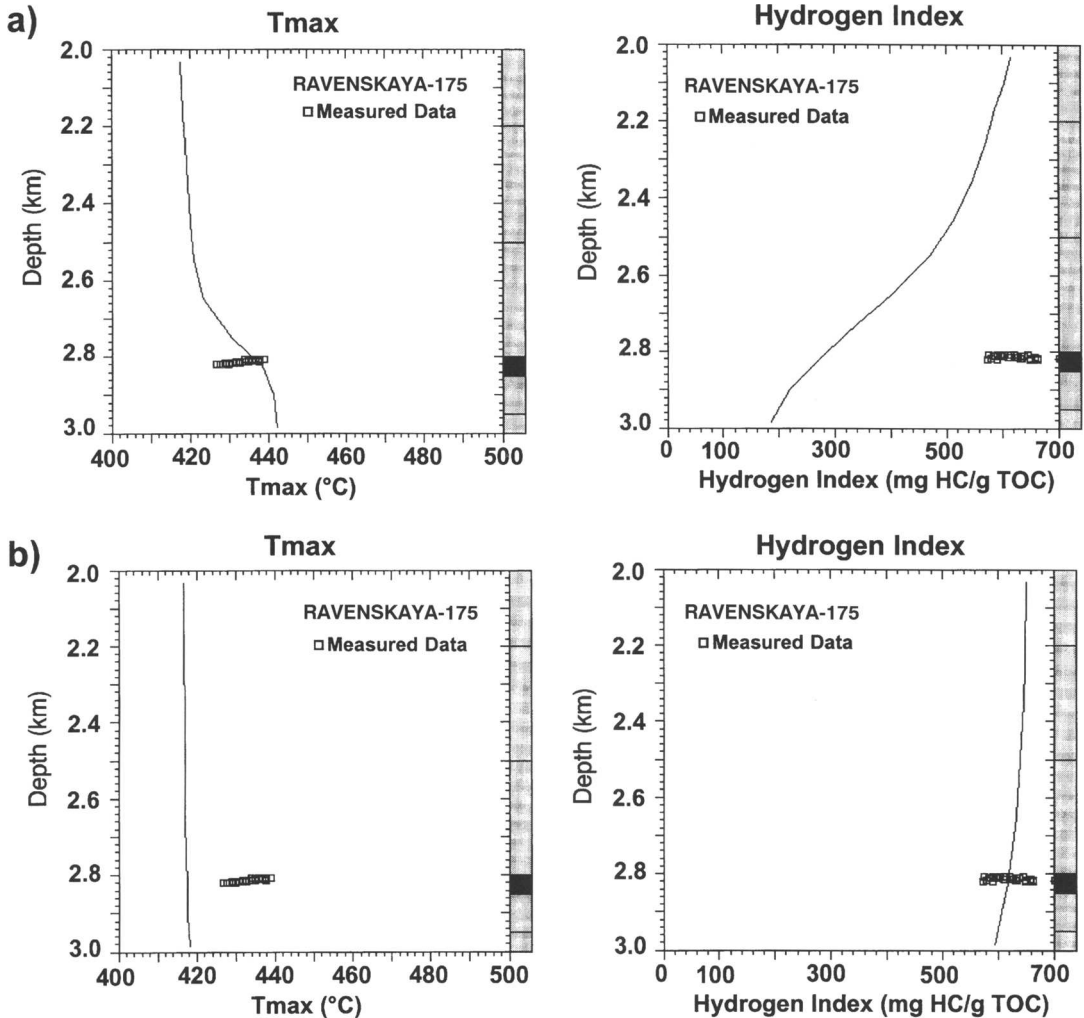 a)
Tmax
Hydrogen Index
2.0
2.2
2.4
2.6
2.8
3.0
Depth (km)
RAVENSKAYA-175
Measured Data
400 420 440 460 480 500
Tmax (°C)
2.0
2.2
2.4
2.6
2.8
3.0
Depth (km)
RAVENSKAYA-175
Measured Data
0 100 300 500 700
Hydrogen Index (mg HC/g TOC)
b)
Tmax
Hydrogen Index
2.0
2.2
2.4
2.6
2.8
3.0
Depth (km)
RAVENSKAYA-175
Measured Data
400 420 440 460 480 500
Tmax (°C)
2.0
2.2
2.4
2.6
2.8
3.0
Depth (km)
RAVENSKAYA-175
Measured Data
0 100 300 500 700
Hydrogen Index (mg HC/g TOC)